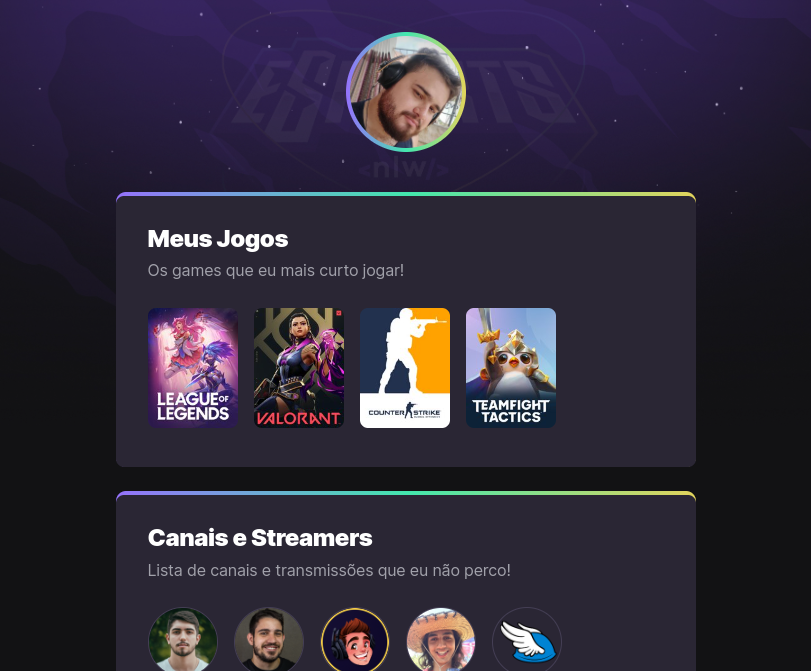 ESPORTS
<nlw/>
Meus Jogos
Os games que eu mais curto jogar!
LEAGUE OF
LEGENDS
VALORANT
COUNTER STRIKE
TEAMFIGHT
TACTICS
Canais e Streamers
Lista de canais e transmissões que eu não perco!